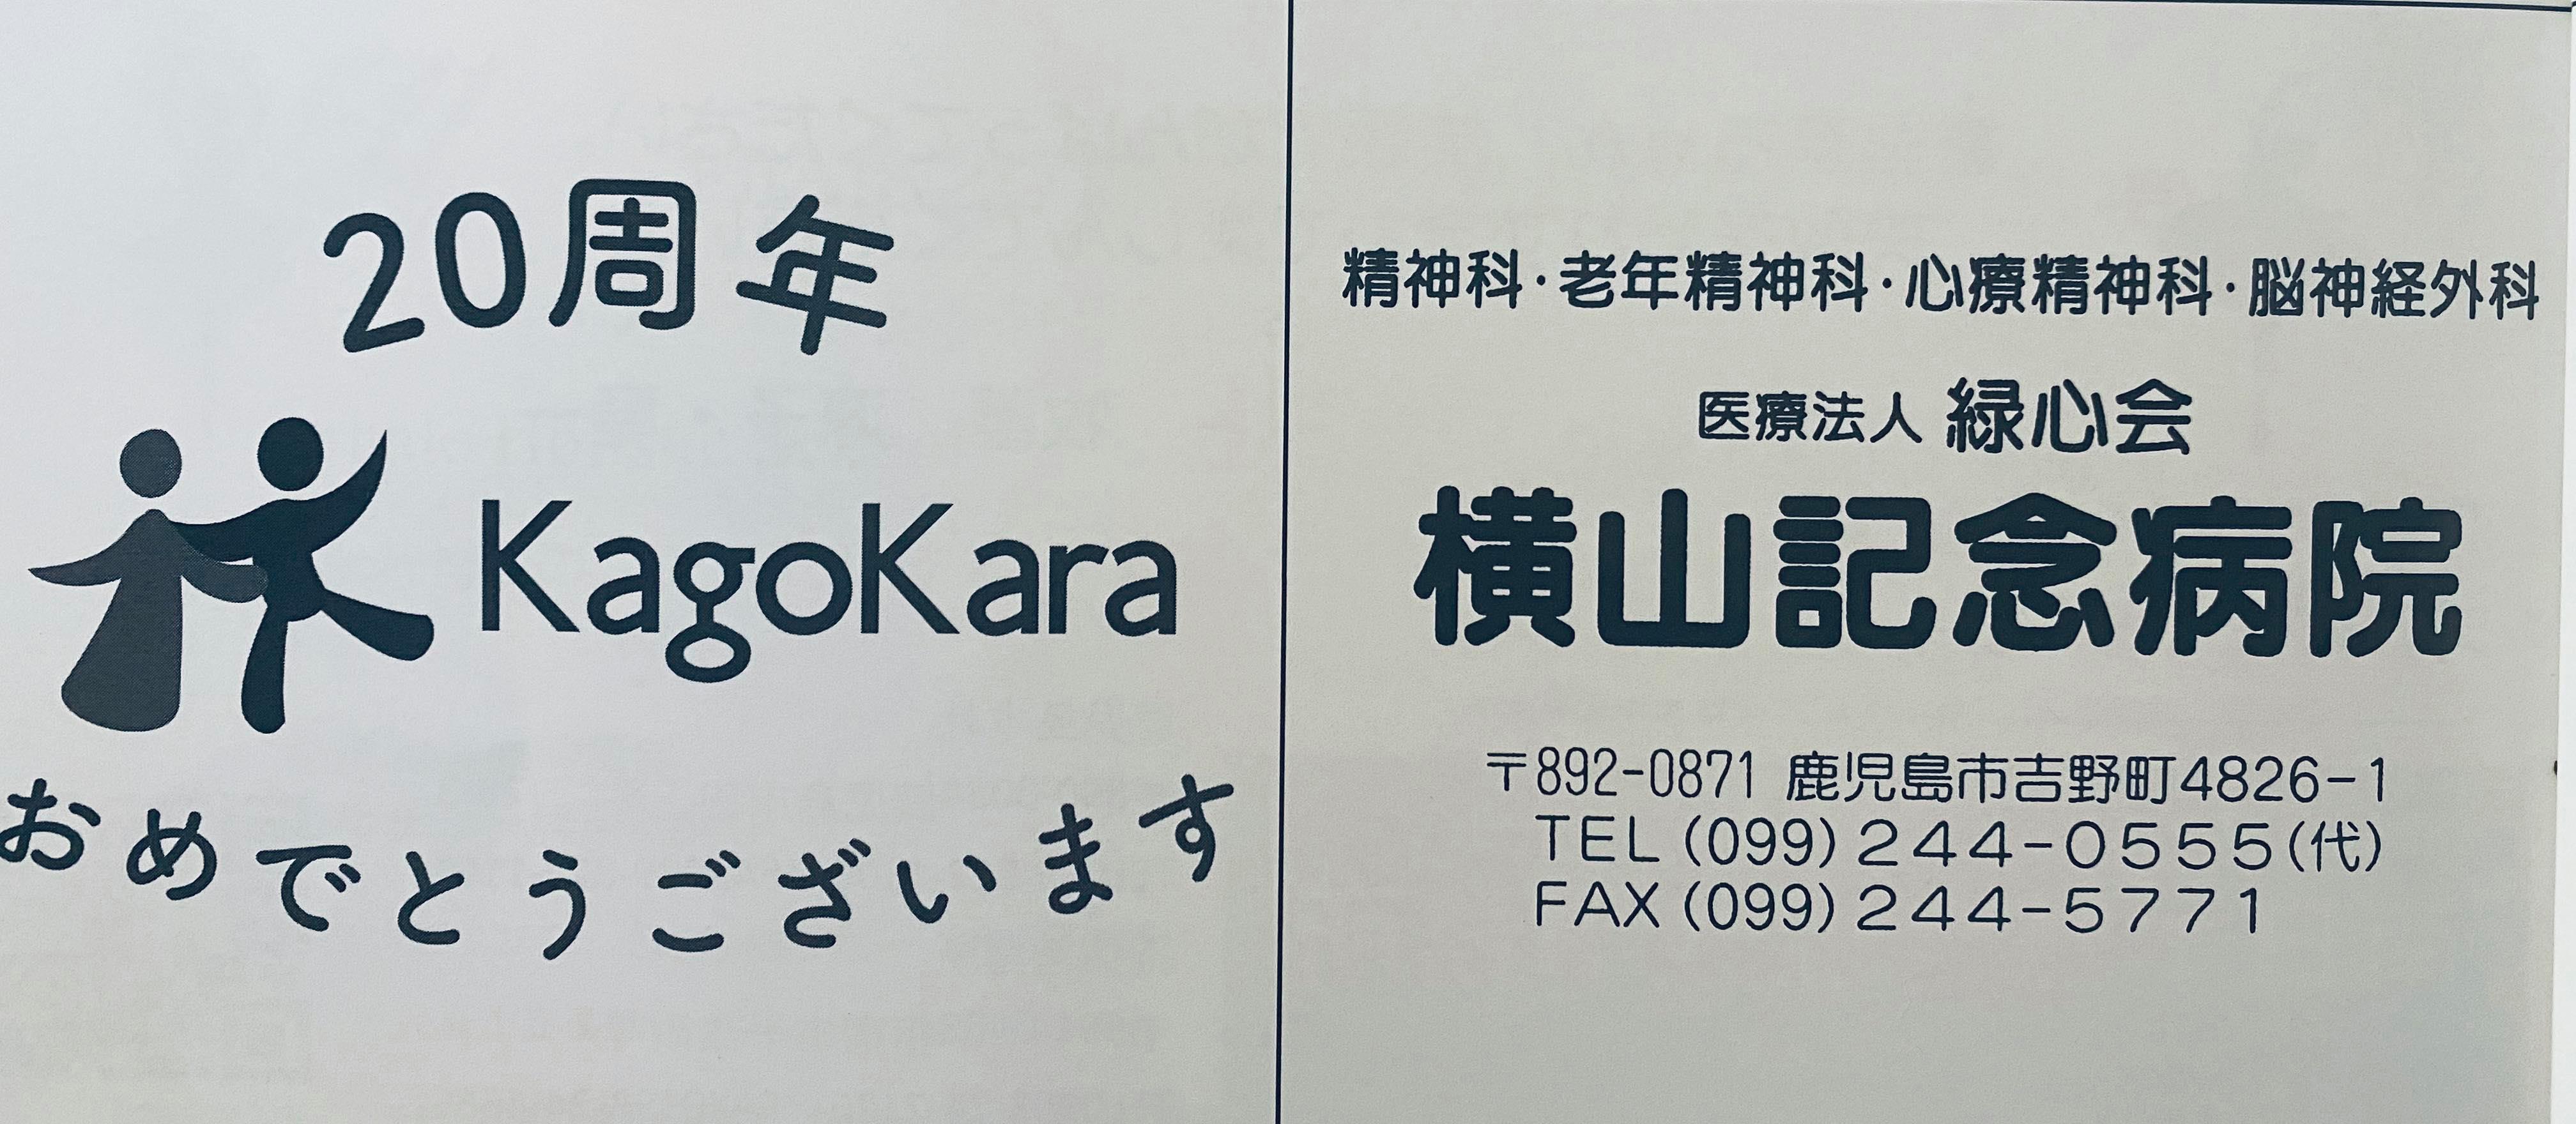 20周年
KagoKara
おめでとうございます
精神科・老年精神科・心療精神科・脳神経外科
医療法人 緑心会
横山記念病院
〒892-0871 鹿児島市吉野町4826-1
TEL (099) 244-0555(代)
FAX (099) 244-5771